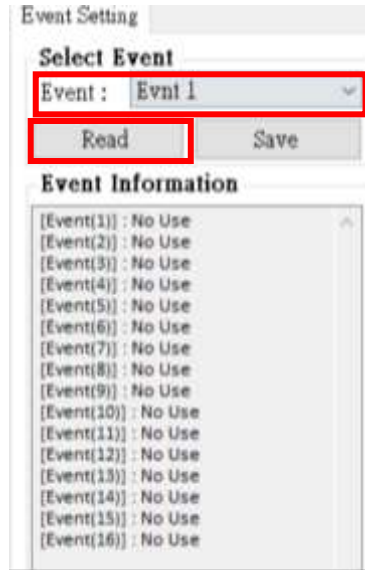 Event Setting
Select Event
Event : Evnt 1
Read Save
Event Information
[Event(1)] : No Use
[Event(2)] : No Use
[Event(3)] : No Use
[Event(4)] : No Use
[Event(5)] : No Use
[Event(6)] : No Use
[Event(7)] : No Use
[Event(8)] : No Use
[Event(9)] : No Use
[Event(10)] : No Use
[Event(11)] : No Use
[Event(12)] : No Use
[Event(13)] : No Use
[Event(14)] : No Use
[Event(15)] : No Use
[Event(16)] : No Use